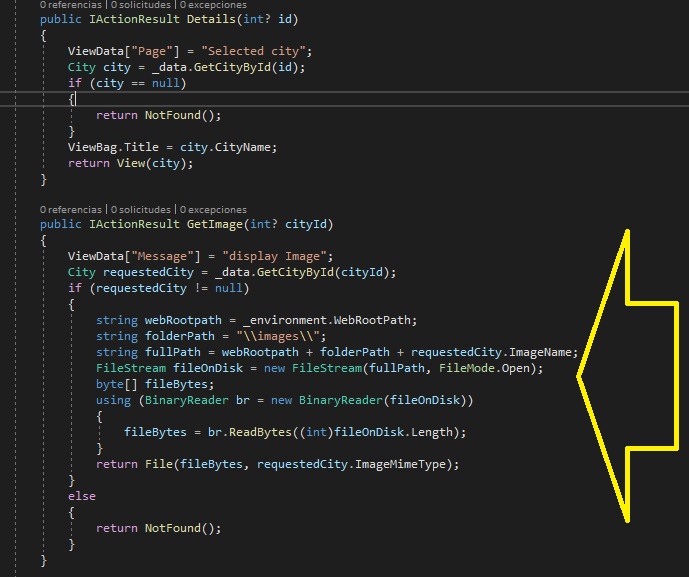 0 referencias | 0 solicitudes | 0 excepciones
public IActionResult Details(int? id)
{
ViewData["Page"] = "Selected city";
City city = _data.GetCityById(id);
if (city == null)
{
return NotFound();
}
ViewBag.Title = city.CityName;
return View(city);
}
0 referencias | 0 solicitudes | 0 excepciones
public IActionResult GetImage(int? cityId)
{
ViewData["Message"] = "display Image";
City requestedCity = _data.GetCityById(cityId);
if (requestedCity != null)
{
string webRootpath = _environment.WebRootPath;
string folderPath = "\\images\\";
string fullPath = webRootpath + folderPath + requestedCity.ImageName;
FileStream fileOnDisk = new FileStream(fullPath, FileMode.Open);
byte[] fileBytes;
using (BinaryReader br = new BinaryReader(fileOnDisk))
{
fileBytes = br.ReadBytes((int)fileOnDisk.Length);
}
return File(fileBytes, requestedCity.ImageMimeType);
}
else
{
return NotFound();
}
}